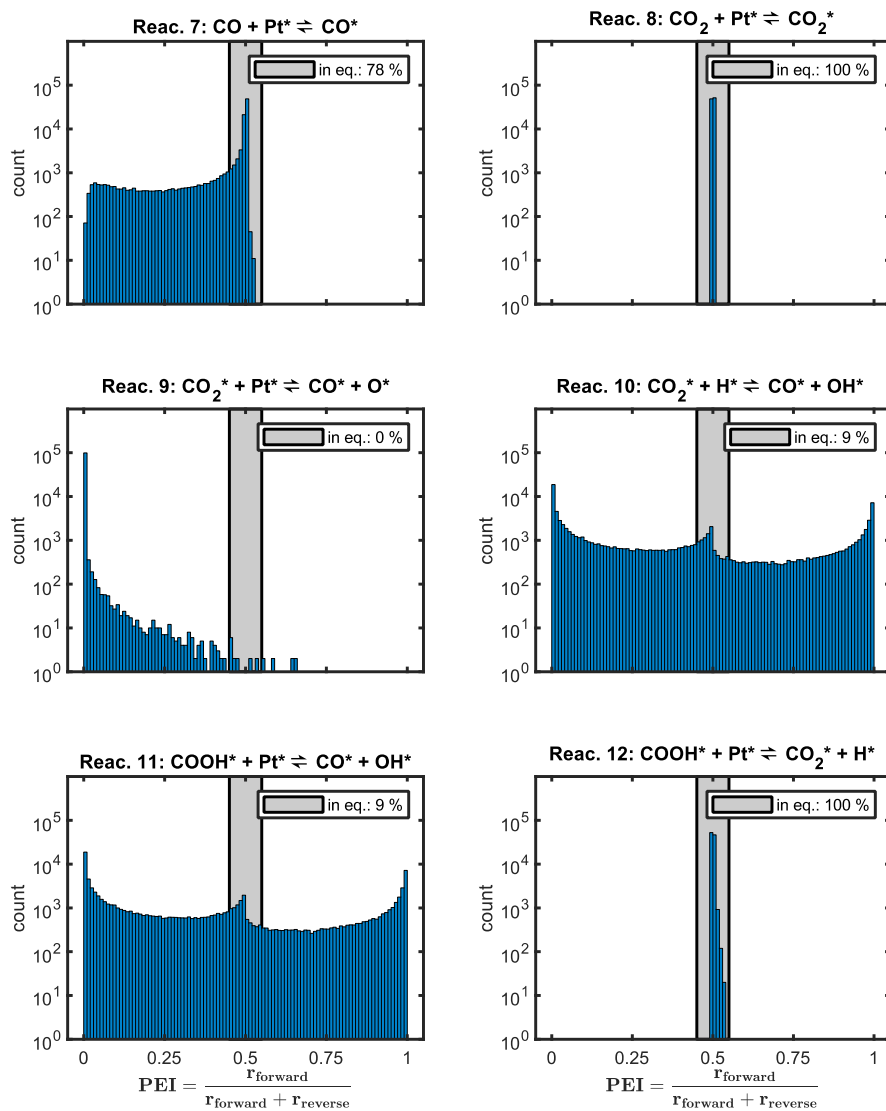 Reac. 7: CO + Pt* ⇌ CO*
in eq.: 78 %
10^5
10^4
10^3
10^2
10^1
10^0
count
Reac. 8: CO_2 + Pt* ⇌ CO_2*
in eq.: 100 %
10^5
10^4
10^3
10^2
10^1
10^0
count
Reac. 9: CO_2* + Pt* ⇌ CO* + O*
in eq.: 0 %
10^5
10^4
10^3
10^2
10^1
10^0
count
Reac. 10: CO_2* + H* ⇌ CO* + OH*
in eq.: 9 %
10^5
10^4
10^3
10^2
10^1
10^0
count
Reac. 11: COOH* + Pt* ⇌ CO* + OH*
in eq.: 9 %
10^5
10^4
10^3
10^2
10^1
10^0
count
0 0.25 0.5 0.75 1
PEI = r_forward / (r_forward + r_reverse)
Reac. 12: COOH* + Pt* ⇌ CO_2* + H*
in eq.: 100 %
10^5
10^4
10^3
10^2
10^1
10^0
count
0 0.25 0.5 0.75 1
PEI = r_forward / (r_forward + r_reverse)